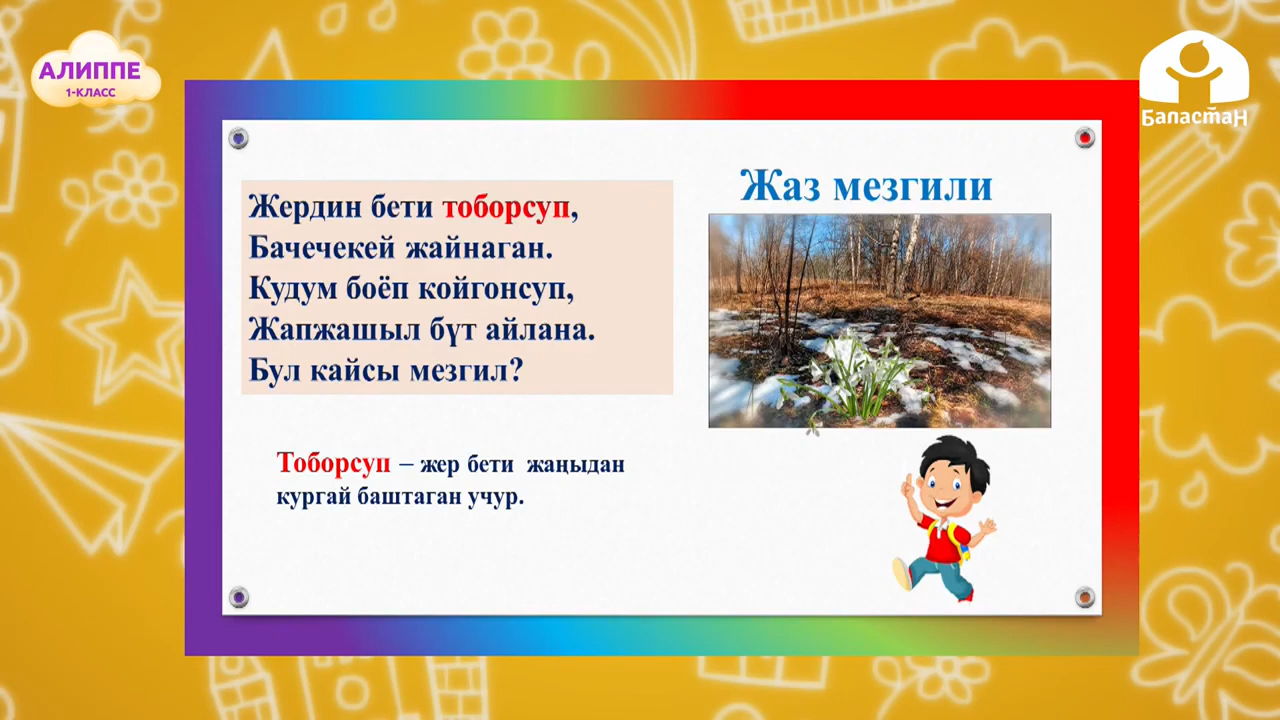 АЛИППЕ
1-КЛАСС
Баластан
Жердин бети тоборсуп,
Бачечекей жайнаган.
Кудум боёп койгонсуп,
Жапжашыл бүт айлана.
Бул кайсы мезгил?
Тоборсуп – жер бети жаңыдан
кургай баштаган учур.
Жаз мезгили